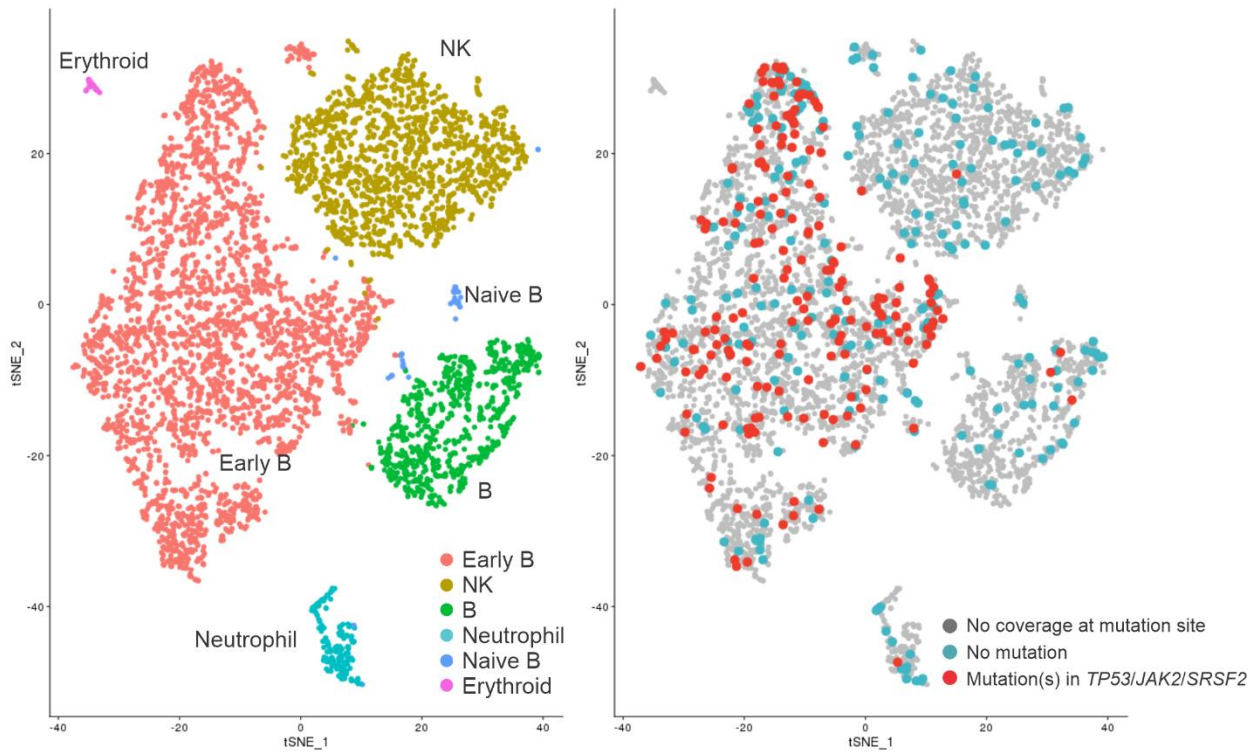 Erythroid
NK
Naive B
Early B
B
Neutrophil
Early B
NK
B
Neutrophil
Naive B
Erythroid
20
0
-20
-40
tSNE_2
-40
-20
0
20
40
tSNE_1
20
0
-20
-40
tSNE_2
No coverage at mutation site
No mutation
Mutation(s) in TP53/JAK2/SRSF2
-40
-20
0
20
40
tSNE_1